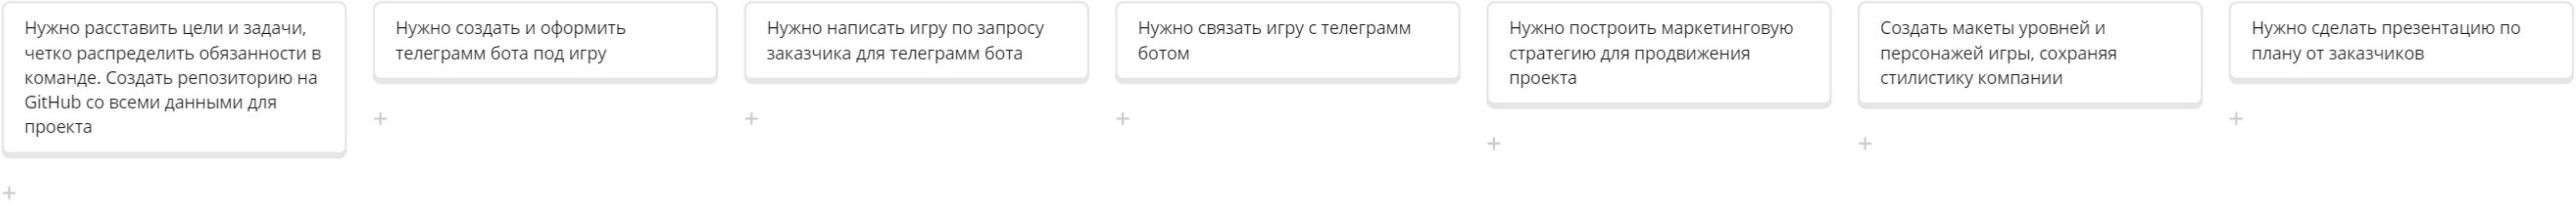 Нужно расставить цели и задачи,
четко распределить обязанности в
команде. Создать репозиторию на
GitHub со всеми данными для
проекта
Нужно создать и оформить
телеграмм бота под игру
Нужно написать игру по запросу
заказчика для телеграмм бота
Нужно связать игру с телеграмм
ботом
Нужно построить маркетинговую
стратегию для продвижения
проекта
Создать макеты уровней и
персонажей игры, сохраняя
стилистику компании
Нужно сделать презентацию по
плану от заказчиков